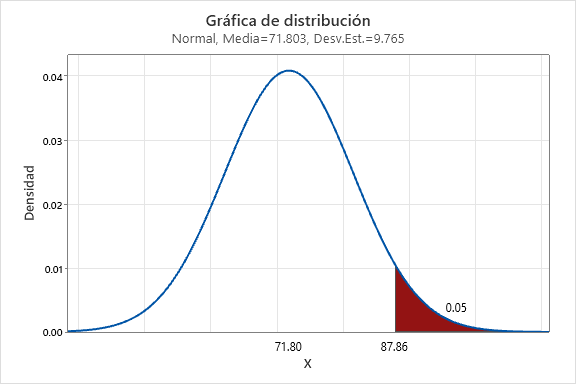 Gráfica de distribución
Normal, Media=71.803, Desv.Est.=9.765
0.04
0.03
0.02
0.01
0.00
Densidad
0.05
71.80
87.86
X